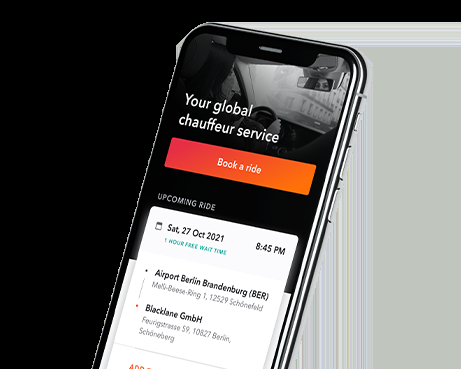 Your global
chauffeur service
Book a ride
UPCOMING RIDE
Sat, 27 Oct 2021
8:45 PM
1 HOUR FREE WAIT TIME
Airport Berlin Brandenburg (BER)
Melli-Beese-Ring 1, 12529 Schönefeld
Blacklane GmbH
Feurigstrasse 59, 10827 Berlin,
Schöneberg
ADD